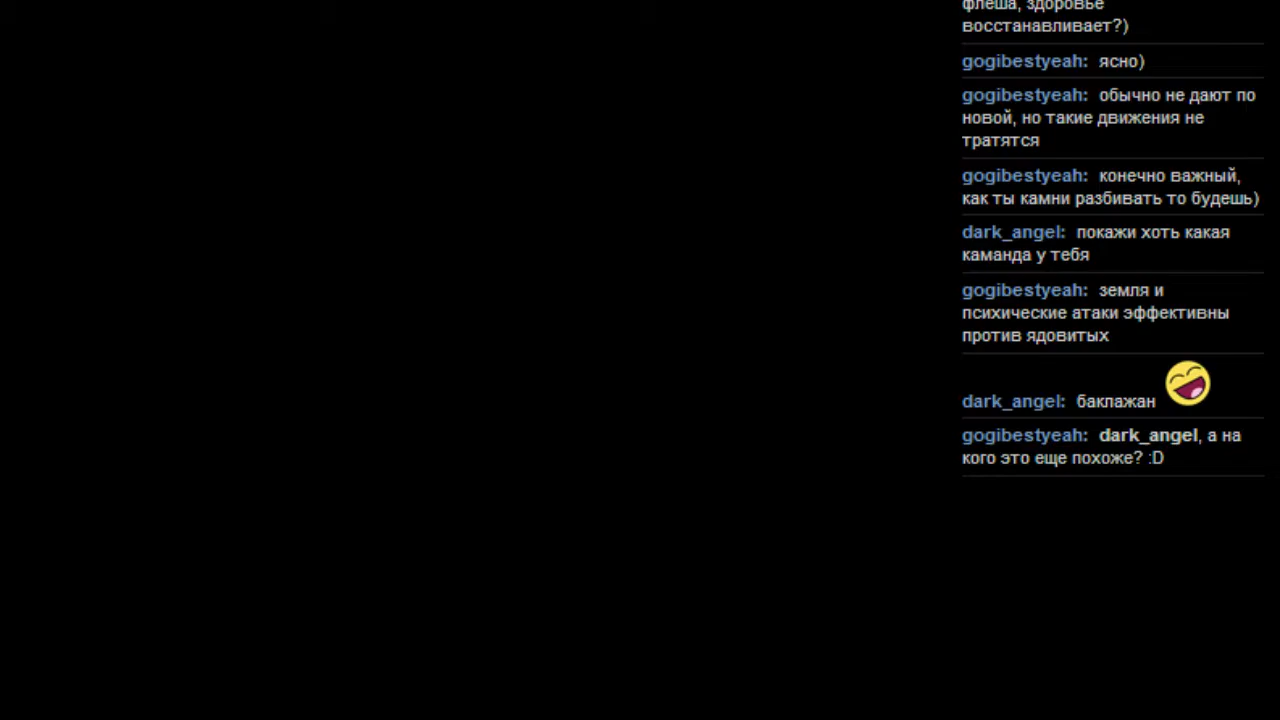 флеша, здоровье
восстанавливает?)
gogibestyeah: ясно)
gogibestyeah: обычно не дают по
новой, но такие движения не
тратятся
gogibestyeah: конечно важный,
как ты камни разбивать то будешь)
dark_angel: покажи хоть какая
каманда у тебя
gogibestyeah: земля и
психические атаки эффективны
против ядовитых
dark_angel: баклажан
gogibestyeah: dark_angel, а на
кого это еще похоже? :D